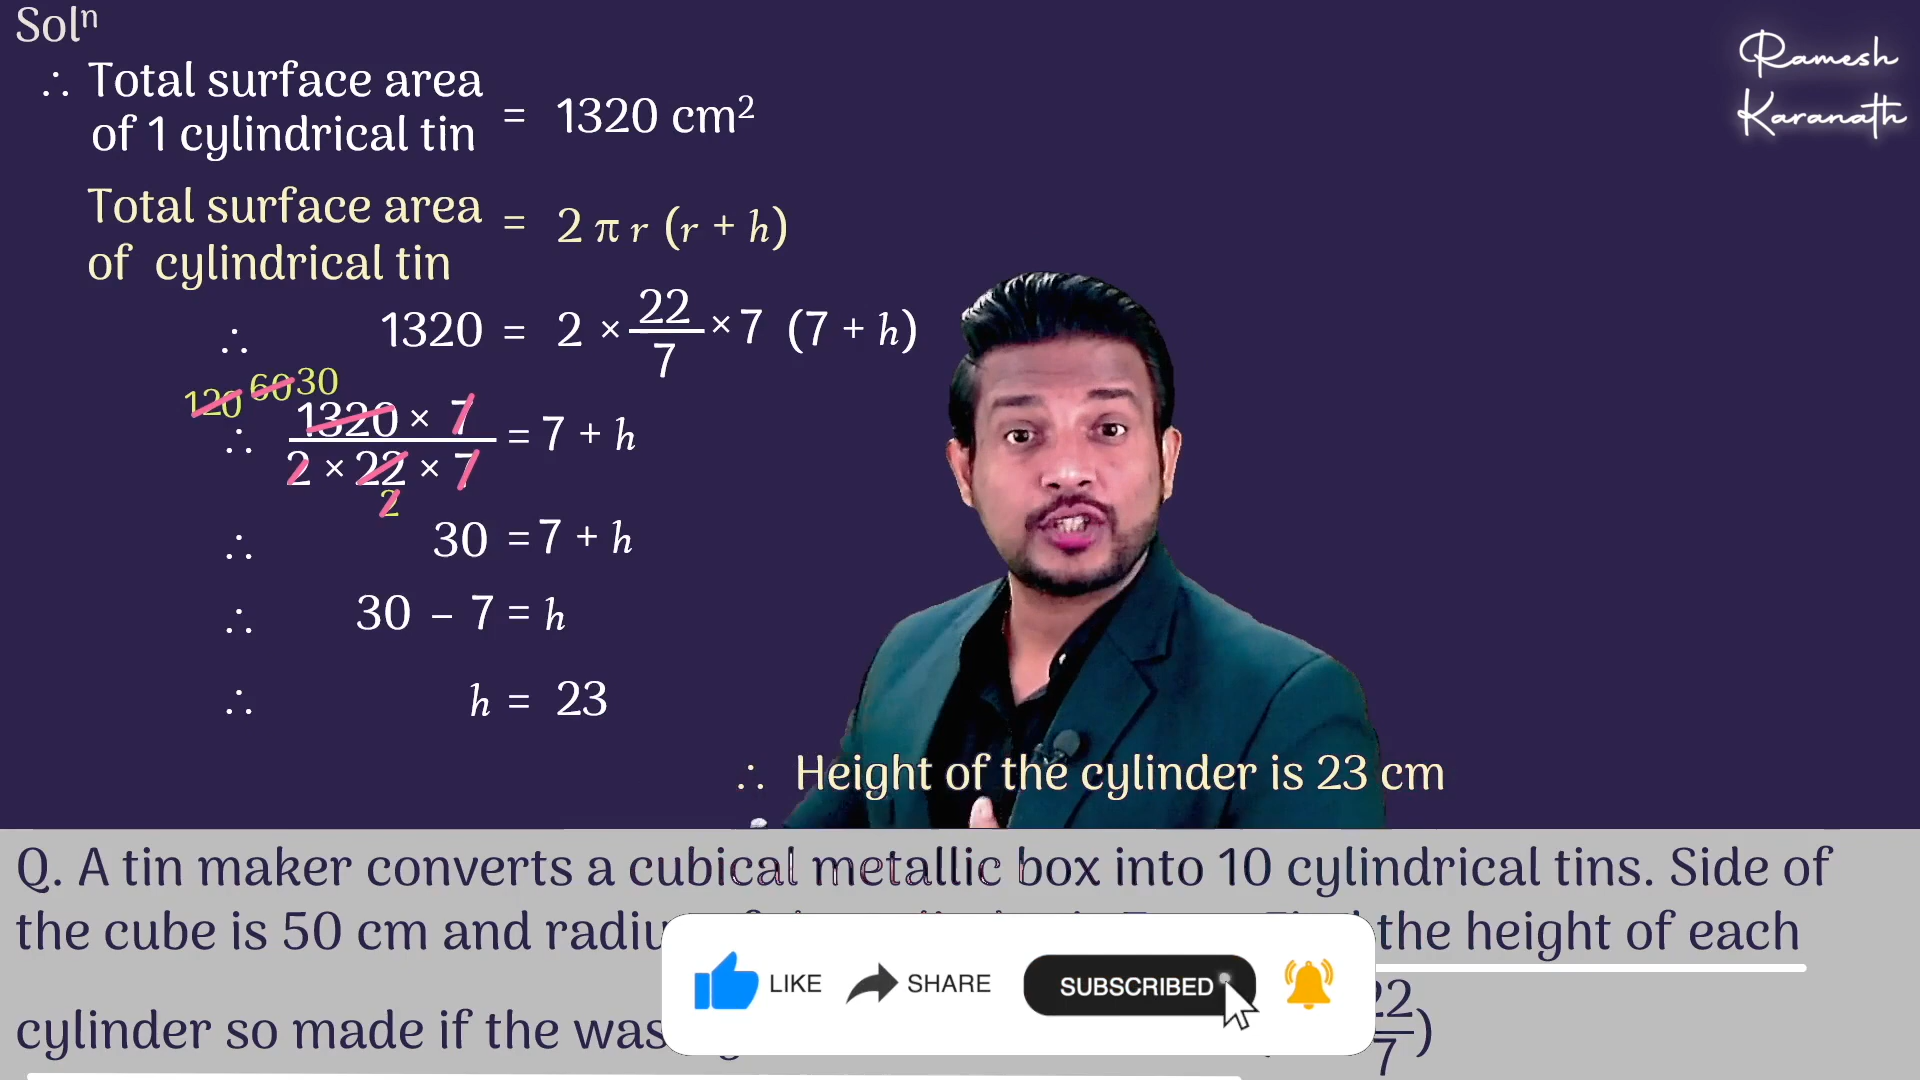 Solⁿ
Ramesh
Karanath
∴ Total surface area
of 1 cylindrical tin = 1320 cm²
Total surface area
of cylindrical tin = 2 π r (r + h)
∴ 1320 = 2 × 22/7 × 7 (7 + h)
120 60 30
∴ 1320 × 7 / 2 × 22 × 7 = 7 + h
2
∴ 30 = 7 + h
∴ 30 – 7 = h
∴ h = 23
∴ Height of the cylinder is 23 cm
Q. A tin maker converts a cubical metallic box into 10 cylindrical tins. Side of
the cube is 50 cm and the height of each
LIKE SHARE SUBSCRIBED
cylinder so made if the 22/7)